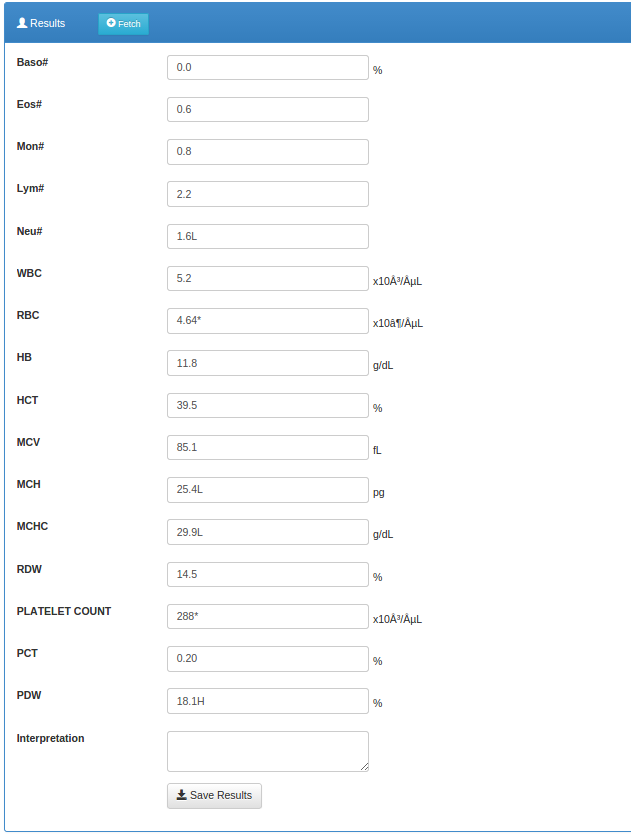 Results Fetch
Baso# 0.0 %
Eos# 0.6
Mon# 0.8
Lym# 2.2
Neu# 1.6L
WBC 5.2 x10Â³/ÂµL
RBC 4.64* x10â¶/ÂµL
HB 11.8 g/dL
HCT 39.5 %
MCV 85.1 fL
MCH 25.4L pg
MCHC 29.9L g/dL
RDW 14.5 %
PLATELET COUNT 288* x10Â³/ÂµL
PCT 0.20 %
PDW 18.1H %
Interpretation
Save Results